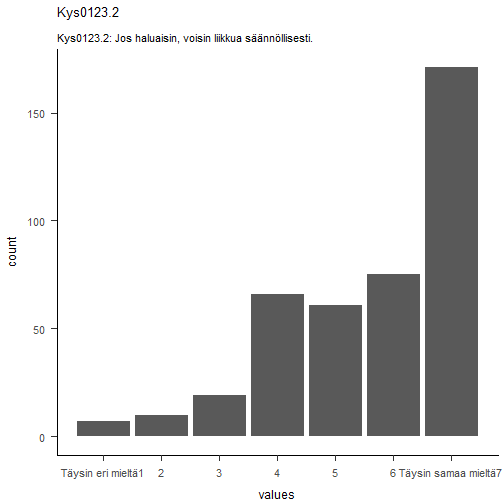 Kys0123.2
Kys0123.2: Jos haluaisin, voisin liikkua säännöllisesti.
150
100
50
0
count
Täysin eri mieltä1 2 3 4 5 6 Täysin samaa mieltä7
values